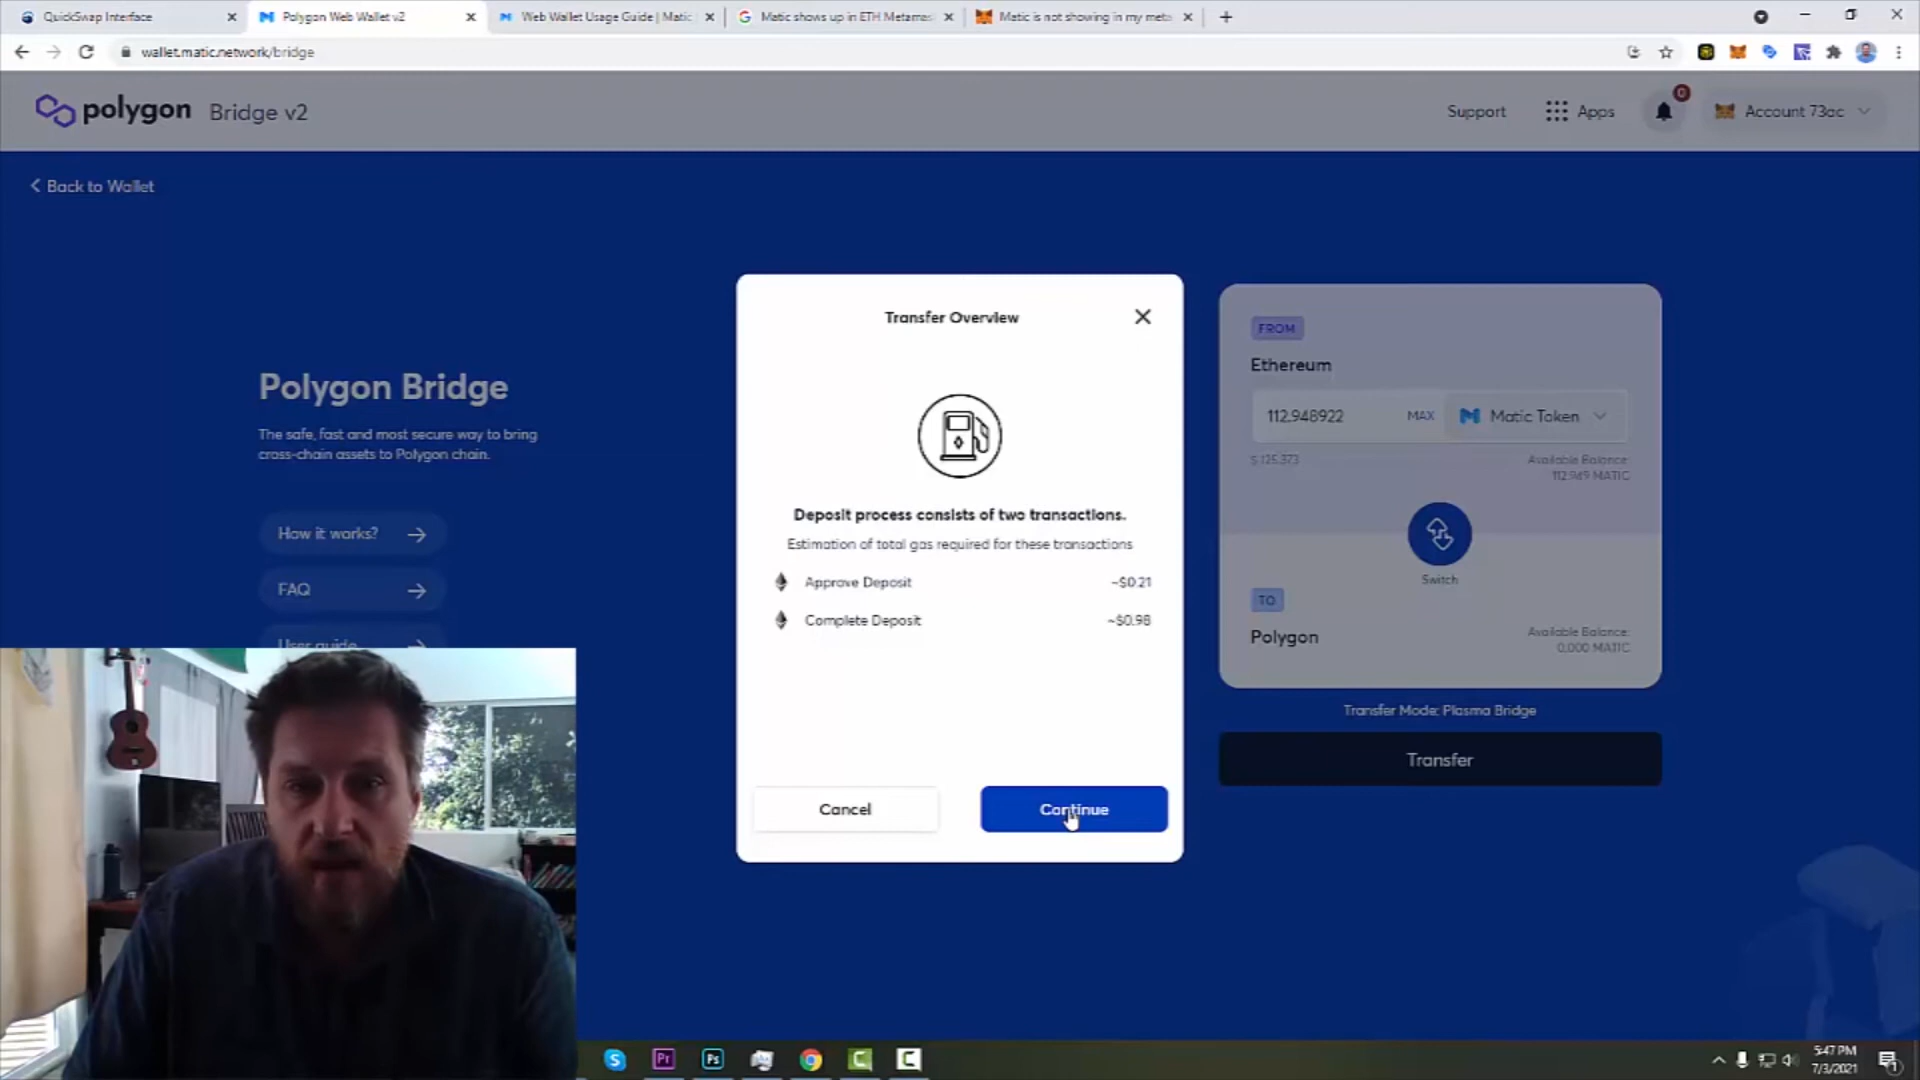 QuickSwap Interface
Polygon Web Wallet v2
Web Wallet Usage Guide | Matic
Matic shows up in ETH Metamas
Matic is not showing in my meta
wallet.matic.network/bridge
polygon Bridge v2
Support
Apps
0
Account 73ac
Back to Wallet
Polygon Bridge
The safe, fast and most secure way to bring
cross-chain assets to Polygon chain.
How it works?
FAQ
User guide
Transfer Overview
Deposit process consists of two transactions.
Estimation of total gas required for these transactions
Approve Deposit ~$0.21
Complete Deposit ~$0.98
Cancel
Continue
FROM
Ethereum
112.948922 MAX Matic Token
$ 125.373
Available Balance:
112.949 MATIC
Switch
TO
Polygon
Available Balance:
0.000 MATIC
Transfer Mode: Plasma Bridge
Transfer
Pr
Ps
5:47 PM
7/3/2021
1